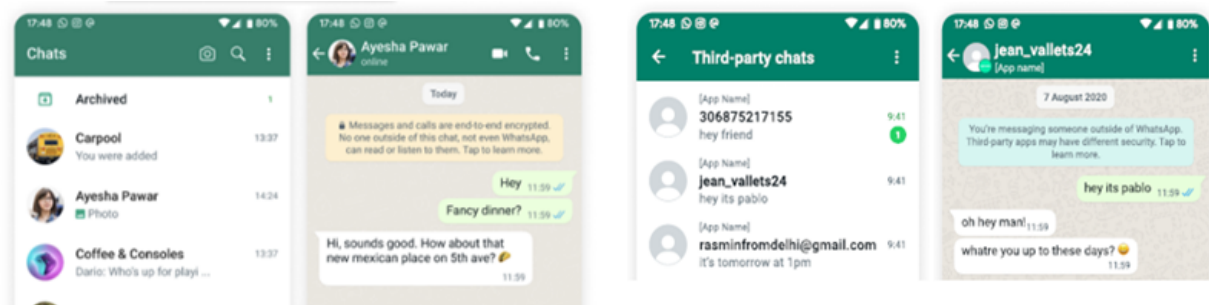 17:48 80%
Chats
Archived 1
Carpool 13:37
You were added
Ayesha Pawar 14:24
Photo
Coffee & Consoles 13:37
Dario: Who's up for playi ...
17:48 80%
Ayesha Pawar
online
Today
Messages and calls are end-to-end encrypted.
No one outside of this chat, not even WhatsApp,
can read or listen to them. Tap to learn more.
Hey 11:59
Fancy dinner? 11:59
Hi, sounds good. How about that
new mexican place on 5th ave?
11:59
17:48 80%
Third-party chats
[App Name]
306875217155 9:41
hey friend 1
[App Name]
jean_vallets24 9:41
hey its pablo
[App Name]
rasminfromdelhi@gmail.com 9:41
it's tomorrow at 1pm
17:48 80%
jean_vallets24
[App name]
7 August 2020
You're messaging someone outside of WhatsApp.
Third-party apps may have different security. Tap to
learn more.
hey its pablo 11:59
oh hey man! 11:59
whatre you up to these days?
11:59